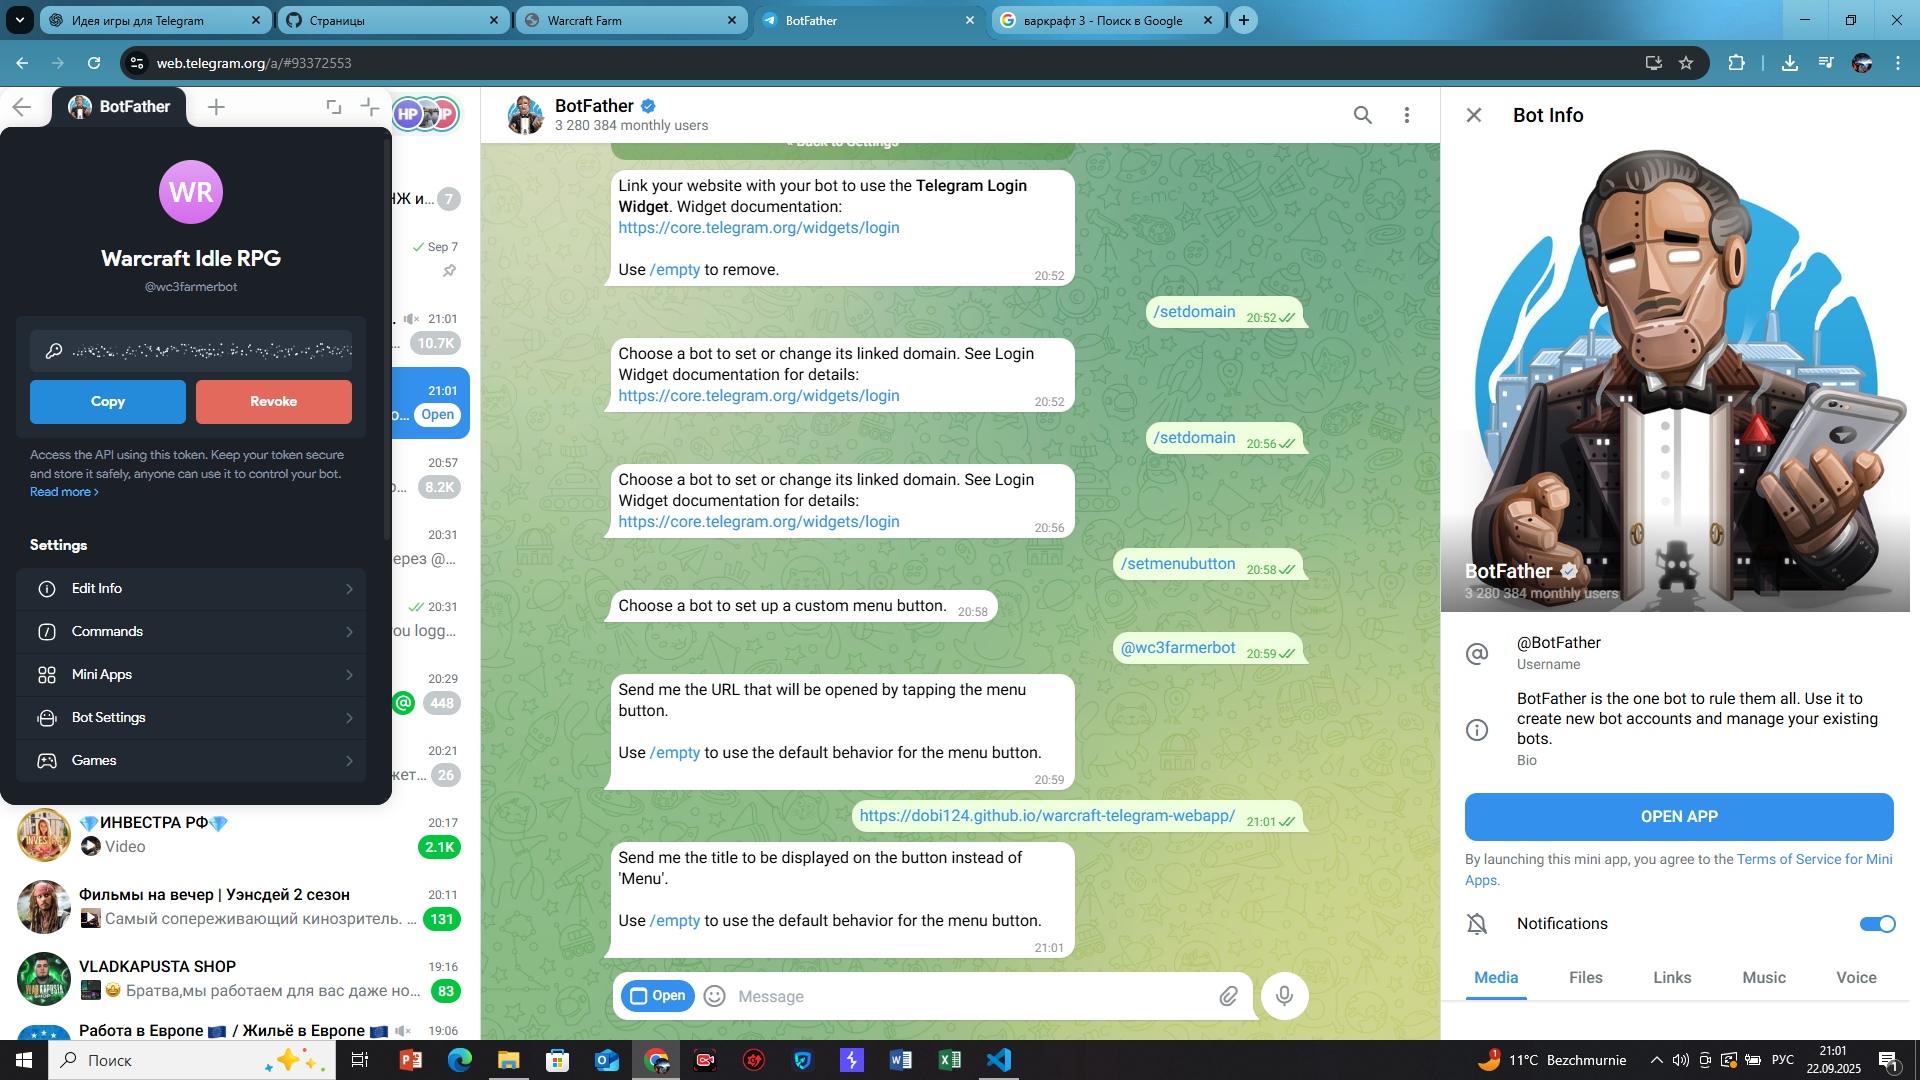 Идея игры для Telegram
Страницы
Warcraft Farm
BotFather
варкрафт 3 - Поиск в Google
web.telegram.org/a/#93372553
BotFather
WR
Warcraft Idle RPG
@wc3farmerbot
Copy
Revoke
Access the API using this token. Keep your token secure
and store it safely, anyone can use it to control your bot.
Read more
Settings
Edit Info
Commands
Mini Apps
Bot Settings
Games
HP
7
Sep 7
21:01
10.7K
21:01
Open
20:57
8.2K
20:31
ерез @...
20:31
ou logg...
20:29
@ 448
20:21
кет... 26
ИНВЕСТРА РФ 20:17
Video 2.1K
Фильмы на вечер | Уэнсдей 2 сезон 20:11
Самый сопереживающий кинозритель. ... 131
VLADKAPUSTA SHOP 19:16
Братва,мы работаем для вас даже но... 83
Работа в Европе / Жильё в Европе 19:06
BotFather
3 280 384 monthly users
« Back to Settings
Link your website with your bot to use the Telegram Login
Widget. Widget documentation:
https://core.telegram.org/widgets/login
Use /empty to remove. 20:52
/setdomain 20:52
Choose a bot to set or change its linked domain. See Login
Widget documentation for details:
https://core.telegram.org/widgets/login 20:52
/setdomain 20:56
Choose a bot to set or change its linked domain. See Login
Widget documentation for details:
https://core.telegram.org/widgets/login 20:56
/setmenubutton 20:58
Choose a bot to set up a custom menu button. 20:58
@wc3farmerbot 20:59
Send me the URL that will be opened by tapping the menu
button.
Use /empty to use the default behavior for the menu button.
20:59
https://dobi124.github.io/warcraft-telegram-webapp/ 21:01
Send me the title to be displayed on the button instead of
'Menu'.
Use /empty to use the default behavior for the menu button.
21:01
Open Message
Bot Info
BotFather
3 280 384 monthly users
@BotFather
Username
BotFather is the one bot to rule them all. Use it to
create new bot accounts and manage your existing
bots.
Bio
OPEN APP
By launching this mini app, you agree to the Terms of Service for Mini
Apps.
Notifications
Media Files Links Music Voice
Поиск
1
11°C Bezchmurnie
РУС
21:01
22.09.2025
1